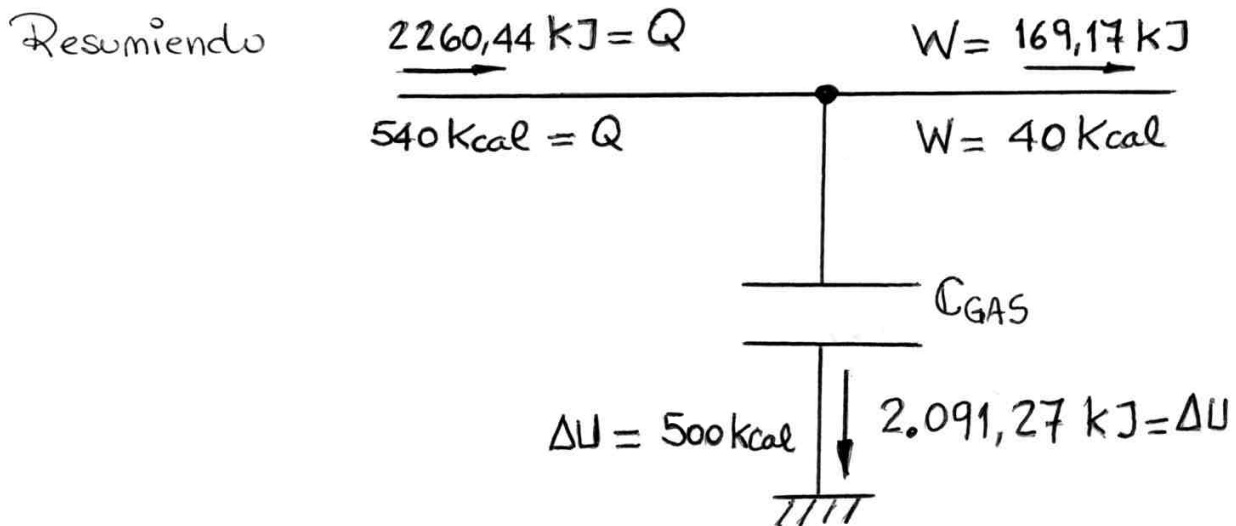 Resumiendo
2260,44 kJ = Q
W = 169,17 kJ
540 Kcal = Q
W = 40 Kcal
CGAS
ΔU = 500 kcal
2.091,27 kJ = ΔU